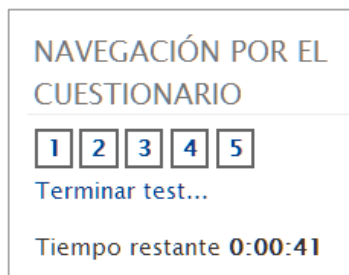 NAVEGACIÓN POR EL
CUESTIONARIO
1 2 3 4 5
Terminar test...
Tiempo restante 0:00:41